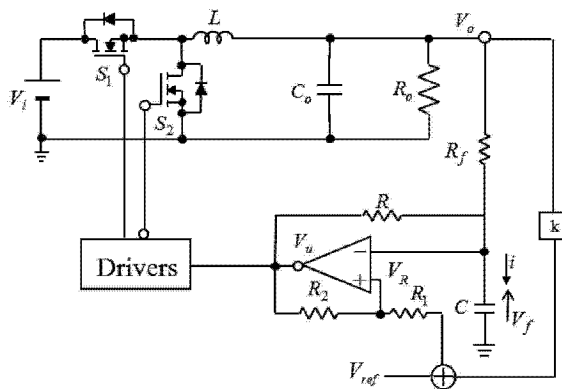 L
V_o
S_1
V_i
S_2
C_o
R_o
R_f
R
k
V_u
−
i
Drivers
V_R
+
R_2
R_1
C
V_f
V_ref
+